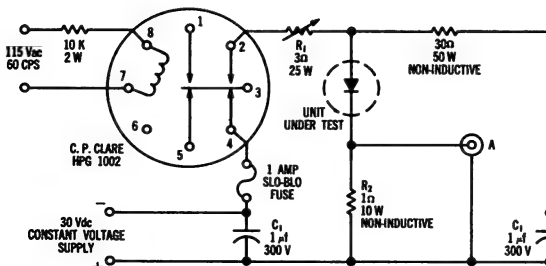 115 Vac
60 CPS
10 K
2 W
8
7
6
1
2
3
4
5
C. P. CLARE
HPG 1002
R1
3Ω
25 W
30Ω
50 W
NON-INDUCTIVE
UNIT
UNDER TEST
A
1 AMP
SLO-BLO
FUSE
R2
1Ω
10 W
NON-INDUCTIVE
−
30 Vdc
CONSTANT VOLTAGE
SUPPLY
+
C1
1 μf
300 V
C1
1 μf
300 V